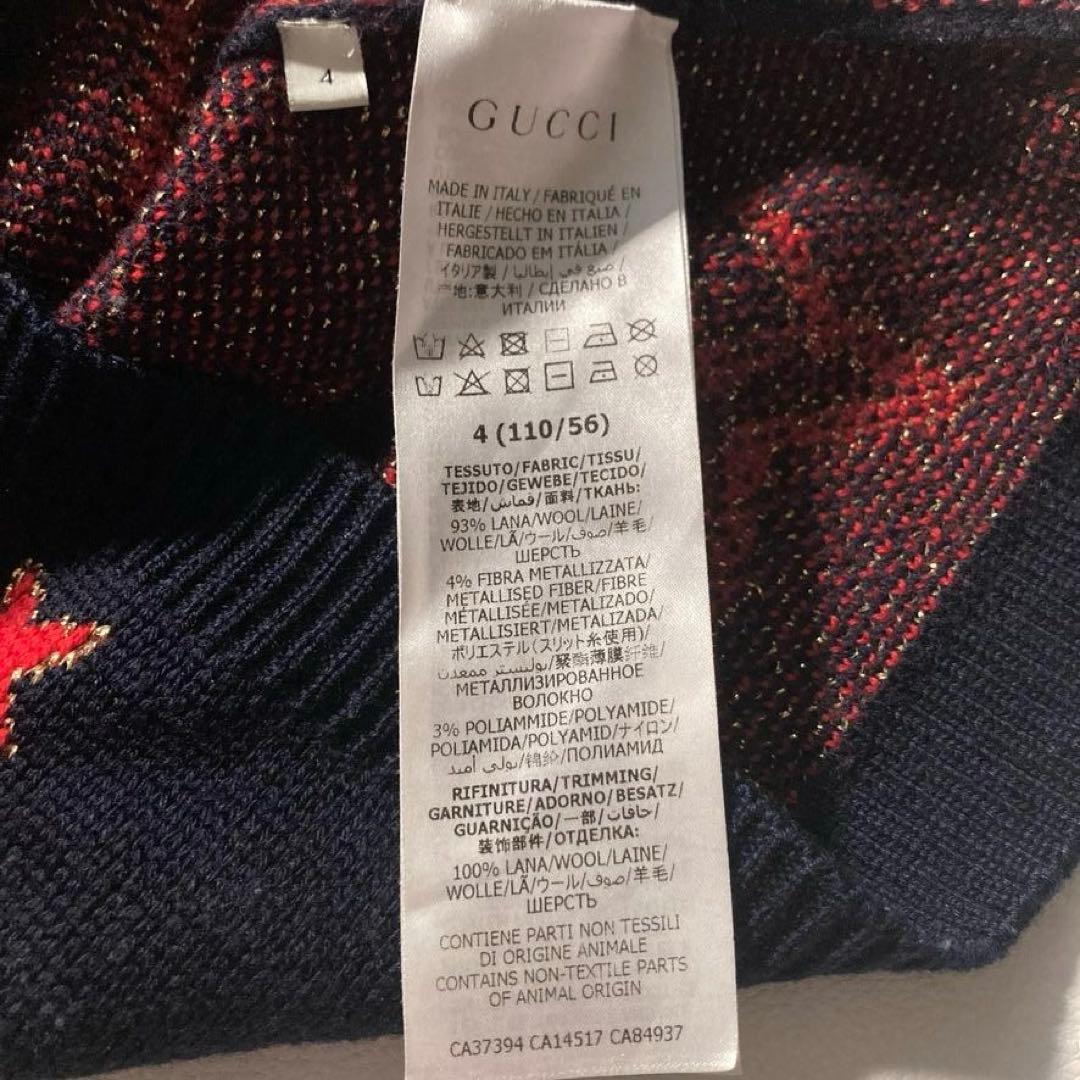 4
GUCCI
MADE IN ITALY / FABRIQUÉ EN
ITALIE / HECHO EN ITALIA /
HERGESTELLT IN ITALIEN /
FABRICADO EM ITÁLIA /
イタリア製 / صنع في إيطاليا /
地:意大利 / СДЕЛАНО В
ИТАЛИИ
4 (110/56)
TESSUTO/FABRIC/TISSU/
TEJIDO/GEWEBE/TECIDO/
表地/قماش/面料/ТКАНЬ:
93% LANA/WOOL/LAINE/
WOLLE/LÃ/ウール/صوف/羊毛/
ШЕРСТЬ
4% FIBRA METALLIZZATA/
METALLISED FIBER/FIBRE
MÉTALLISÉE/METALIZADO/
METALLISIERT/METALIZADA/
ポリエステル(スリット糸使用)/
بوليستر ممعدن/聚酯薄膜纤维/
МЕТАЛЛИЗИРОВАННОЕ
ВОЛОКНО
3% POLIAMMIDE/POLYAMIDE/
POLIAMIDA/POLYAMID/ナイロン/
بولي أميد/锦纶/ПОЛИАМИД
RIFINITURA/TRIMMING/
GARNITURE/ADORNO/BESATZ/
GUARNIÇÃO/一部/حافات/
装饰部件/ОТДЕЛКА:
100% LANA/WOOL/LAINE/
WOLLE/LÃ/ウール/صوف/羊毛/
ШЕРСТЬ
CONTIENE PARTI NON TESSILI
DI ORIGINE ANIMALE
CONTAINS NON-TEXTILE PARTS
OF ANIMAL ORIGIN
CA37394 CA14517 CA84937